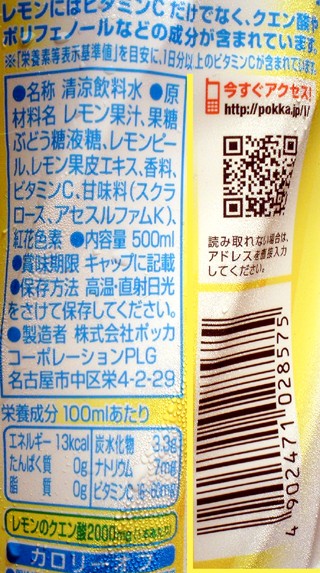 レモンにはビタミンCだけでなく、クエン酸や
ポリフェノールなどの成分が含まれています。
※「栄養素等表示基準値」を目安に、1日分以上のビタミンCが含まれています。
●名称 清涼飲料水 ●原
材料名 レモン果汁、果糖
ぶどう糖液糖、レモンピー
ル、レモン果皮エキス、香料、
ビタミンC、甘味料(スクラ
ロース、アセスルファムK)、
紅花色素 ●内容量 500ml
●賞味期限 キャップに記載
●保存方法 高温・直射日光
をさけて保存してください。
●製造者 株式会社ポッカ
コーポレーションPLG
名古屋市中区栄4-2-29
栄養成分 100mlあたり
エネルギー 13kcal 炭水化物 3.3g
たんぱく質 0g ナトリウム 7mg
脂質 0g ビタミンC
レモンのクエン酸2000mg
カロリー
今すぐアクセス!
http://pokka.jp/l/
読み取れない場合は、
アドレスを直接入力
してください。
4 902471 028575